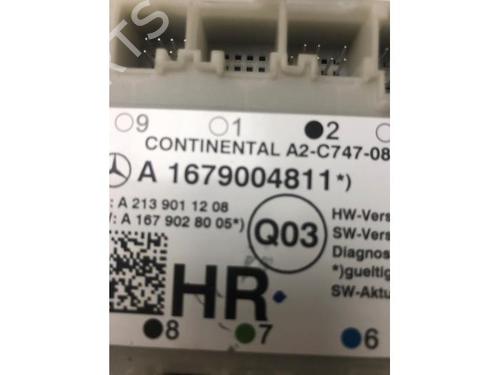 PARTS
9 1 2
CONTINENTAL A2-C747-08
A 1679004811*)
: A 213 901 12 08
: A 167 902 80 05*)
Q03
HW-Vers
SW-Vers
Diagnos
*)gueltig
SW-Aktu
HR
8 7 6